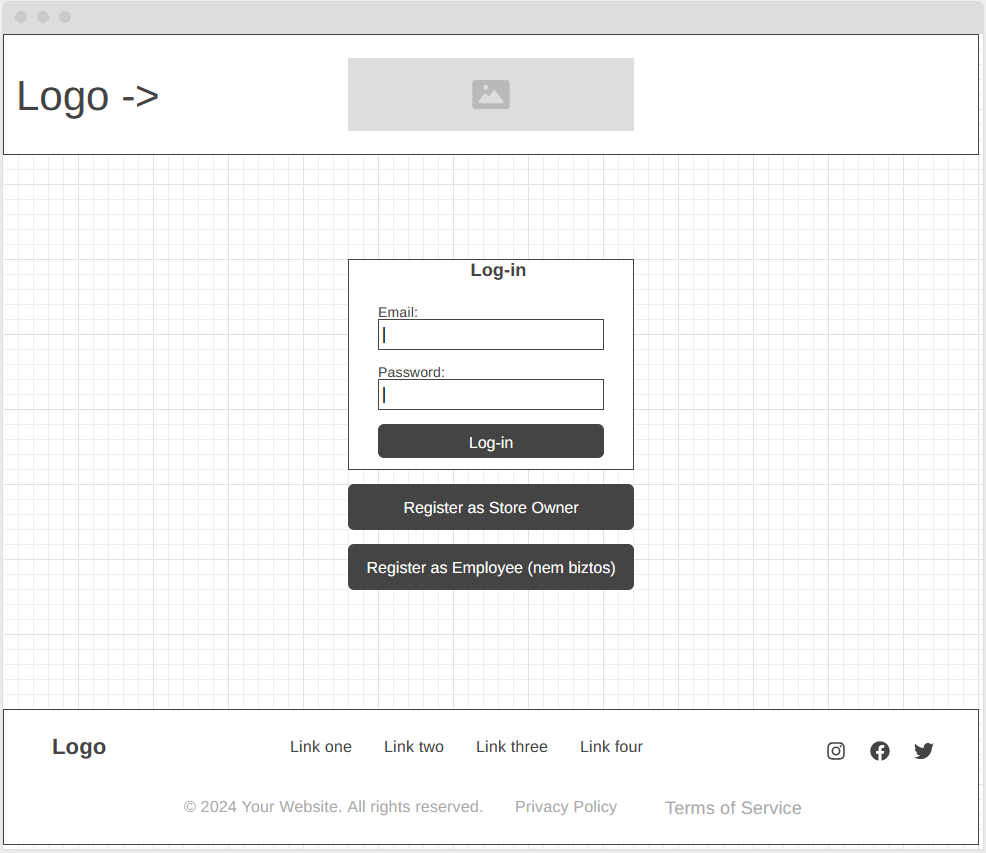 Logo ->
Log-in
Email:
Password:
Log-in
Register as Store Owner
Register as Employee (nem biztos)
Logo
Link one
Link two
Link three
Link four
© 2024 Your Website. All rights reserved.
Privacy Policy
Terms of Service